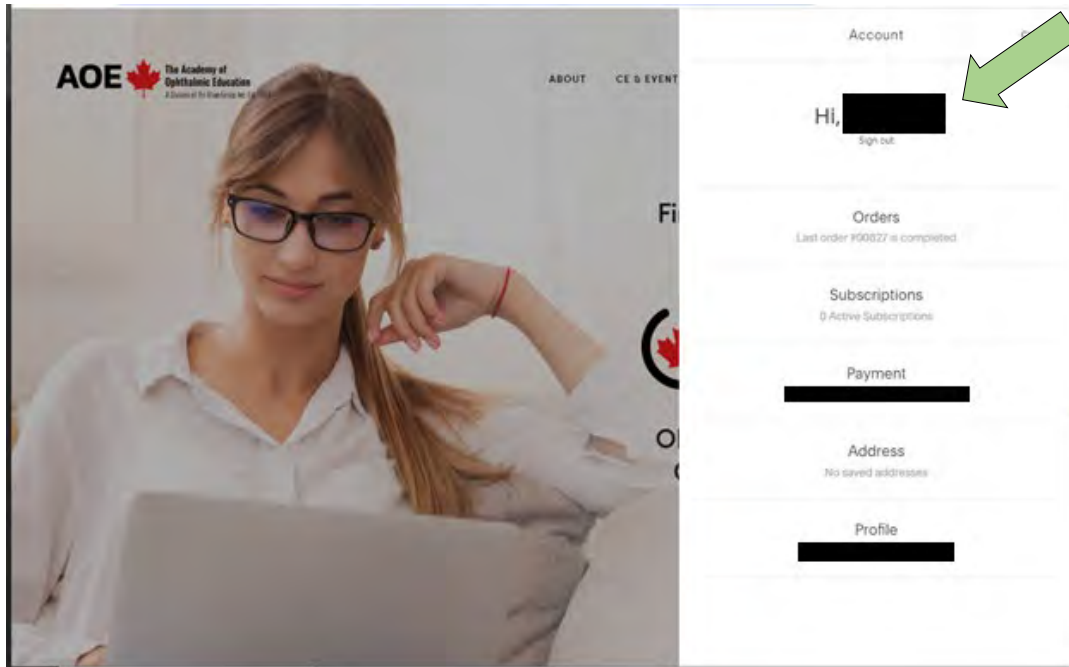 AOE
The Academy of
Ophthalmic Education
ABOUT CE & EVENT
Fi
Account
Hi,
Sign out
Orders
Last order #00827 is completed
Subscriptions
0 Active Subscriptions
Payment
Address
No saved addresses
Profile